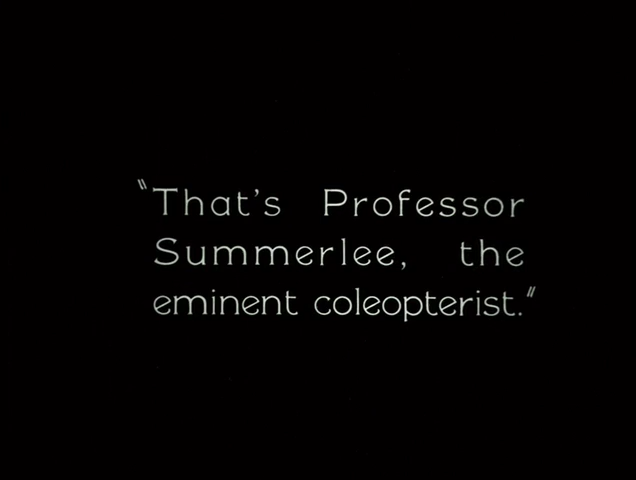 "That's Professor
Summerlee, the
eminent coleopterist."